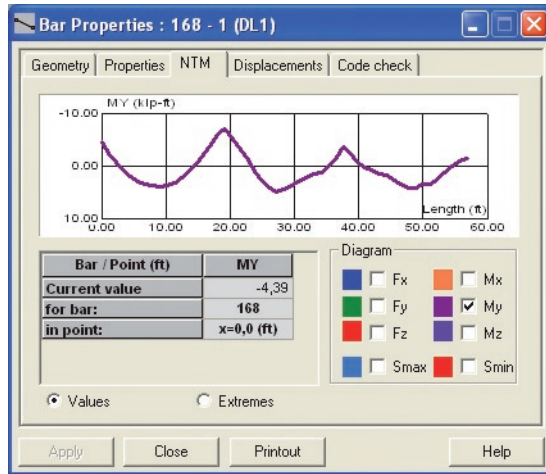 Bar Properties : 168 - 1 (DL1)
Geometry Properties NTM Displacements Code check
MY (kip-ft)
-10.00
0.00
10.00
Length (ft)
0.00 10.00 20.00 30.00 40.00 50.00 60.00
Bar / Point (ft) MY
Current value -4,39
for bar: 168
in point: x=0,0 (ft)
Diagram
Fx Mx
Fy My
Fz Mz
Smax Smin
Values Extremes
Apply Close Printout Help